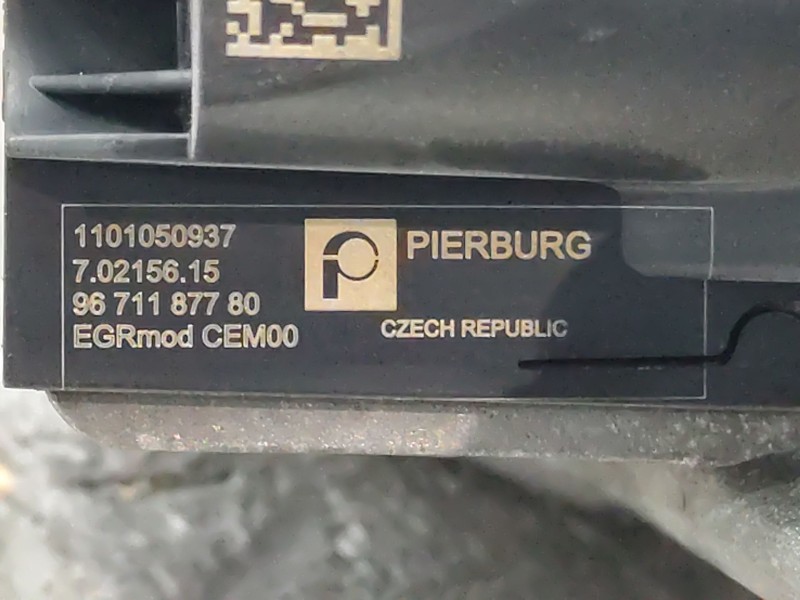 1101050937
7.02156.15
96 711 877 80
EGRmod CEM00
PIERBURG
CZECH REPUBLIC